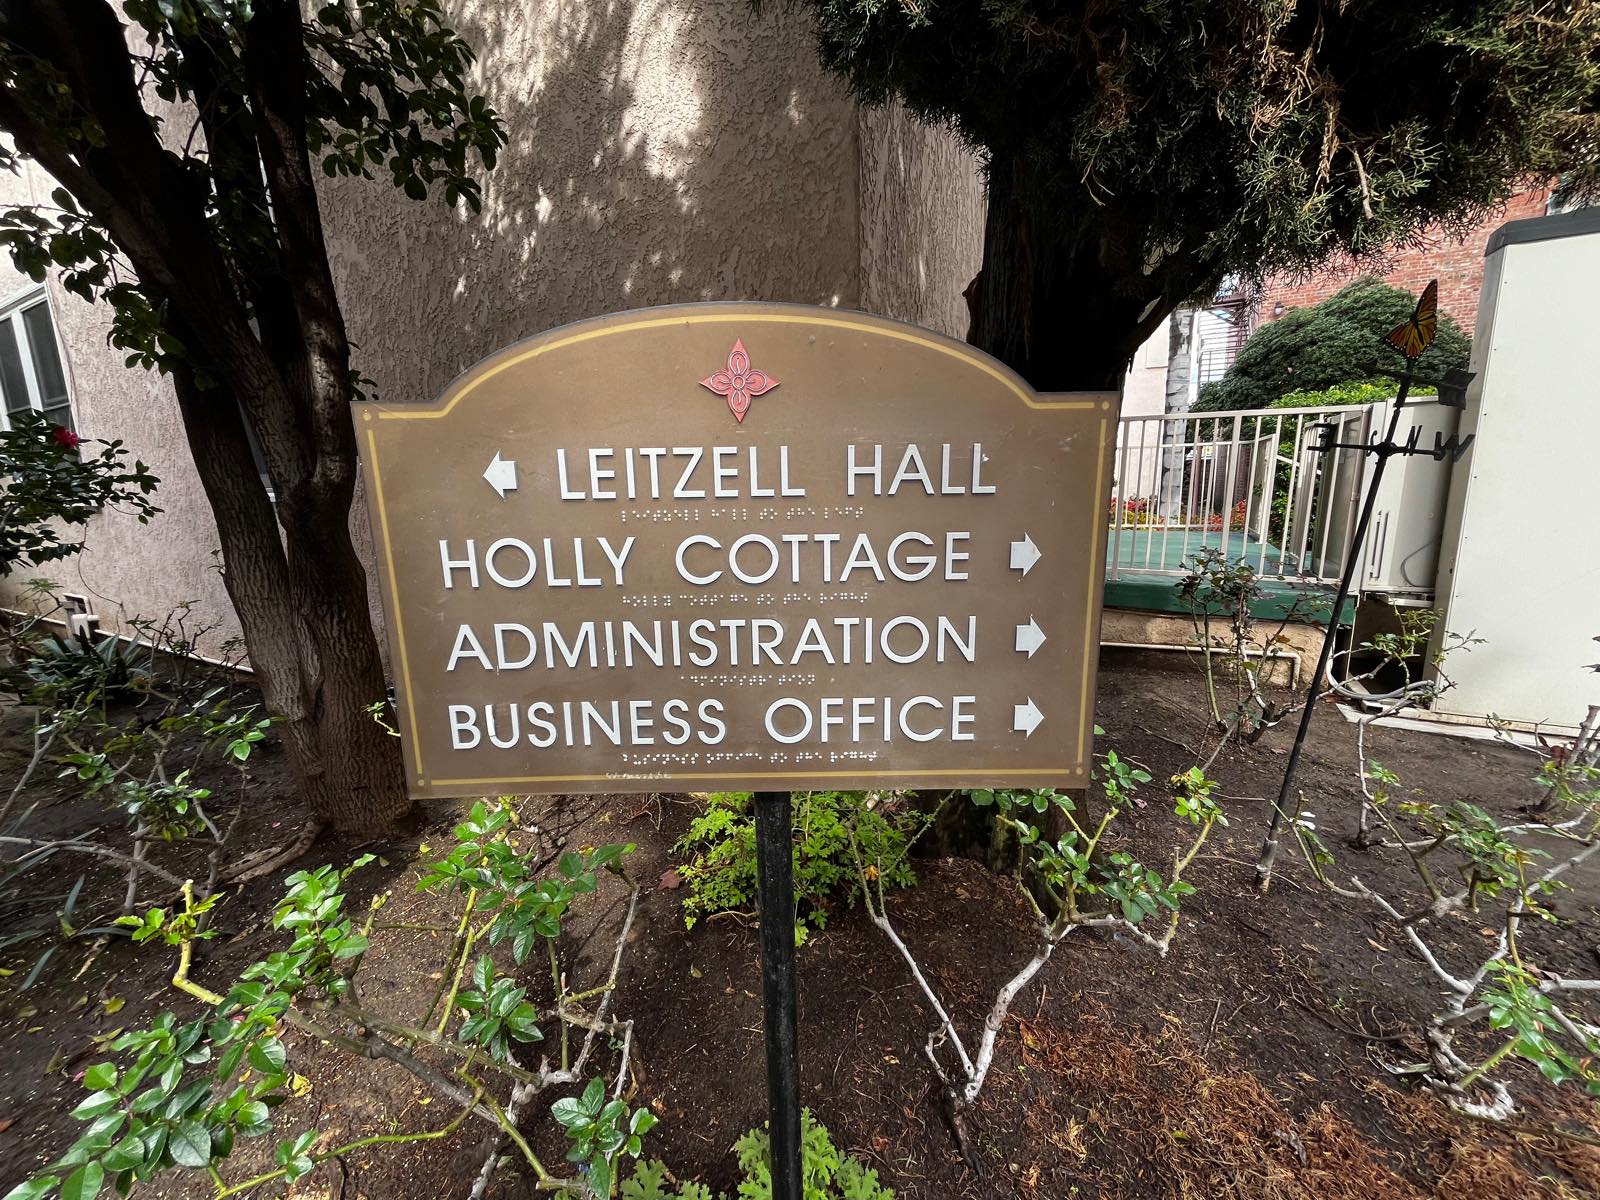 LEITZELL HALL
⠇⠑⠊⠞⠵⠑⠇⠇ ⠓⠁⠇⠇ ⠞⠕ ⠞⠓⠑ ⠇⠑⠋⠞
HOLLY COTTAGE
⠓⠕⠇⠇⠽ ⠉⠕⠞⠞⠁⠛⠑ ⠞⠕ ⠞⠓⠑ ⠗⠊⠛⠓⠞
ADMINISTRATION
⠁⠙⠍⠊⠝⠊⠎⠞⠗⠁⠞⠊⠕⠝
BUSINESS OFFICE
⠃⠥⠎⠊⠝⠑⠎⠎ ⠕⠋⠋⠊⠉⠑ ⠞⠕ ⠞⠓⠑ ⠗⠊⠛⠓⠞
E S N W